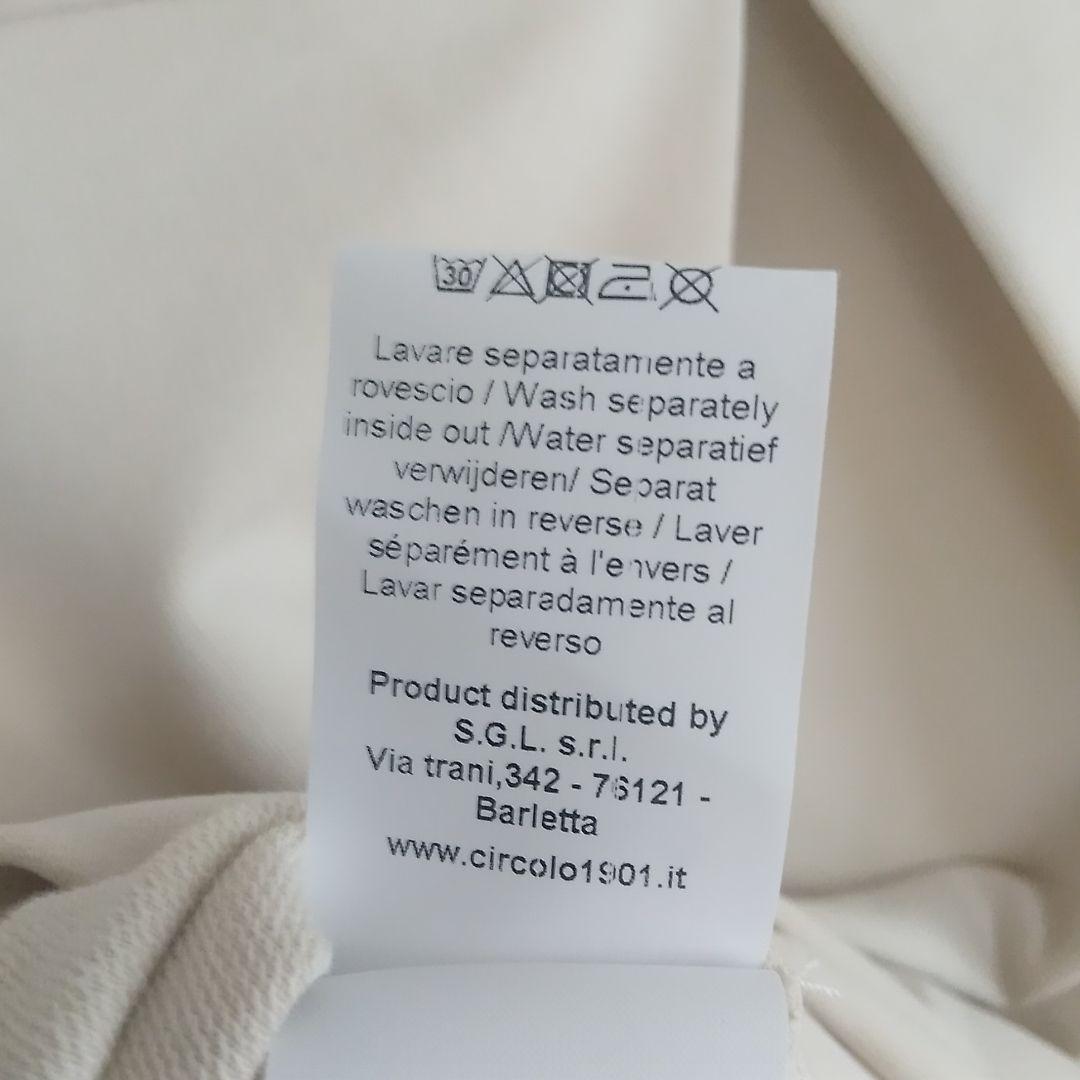 30
Lavare separatamente a
rovescio / Wash separately
inside out /Water separatief
verwijderen/ Separat
waschen in reverse / Laver
séparément à l'envers /
Lavar separadamente al
reverso
Product distributed by
S.G.L. s.r.l.
Via trani,342 - 76121 -
Barletta
www.circolo1901.it